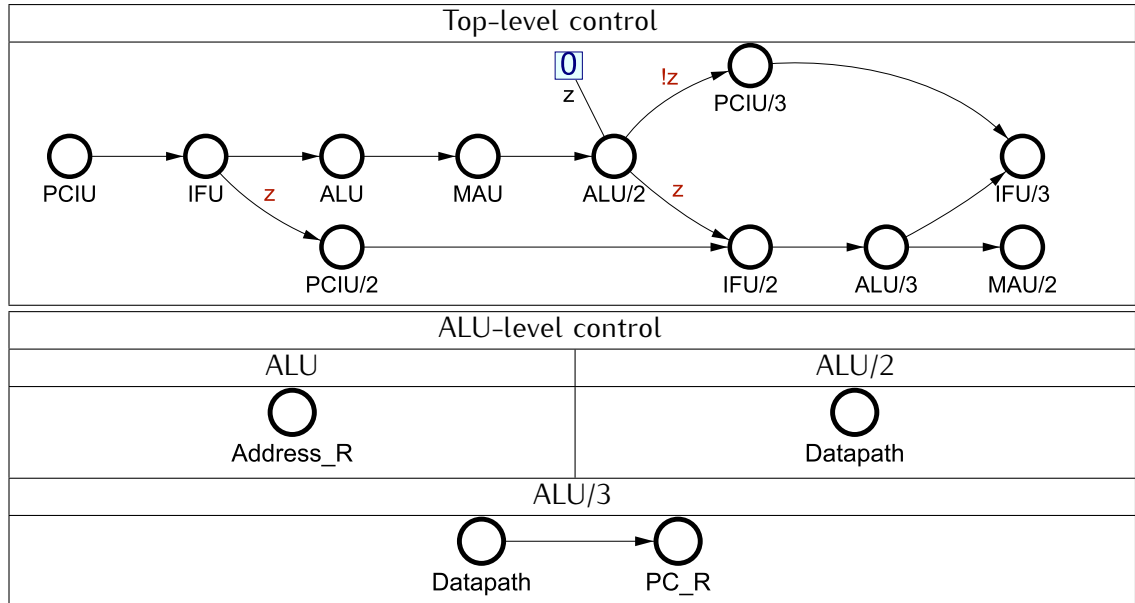 Top-level control
0
z
!z
PCIU/3
PCIU
IFU
z
ALU
MAU
ALU/2
z
IFU/3
PCIU/2
IFU/2
ALU/3
MAU/2
ALU-level control
ALU
ALU/2
Address_R
Datapath
ALU/3
Datapath
PC_R